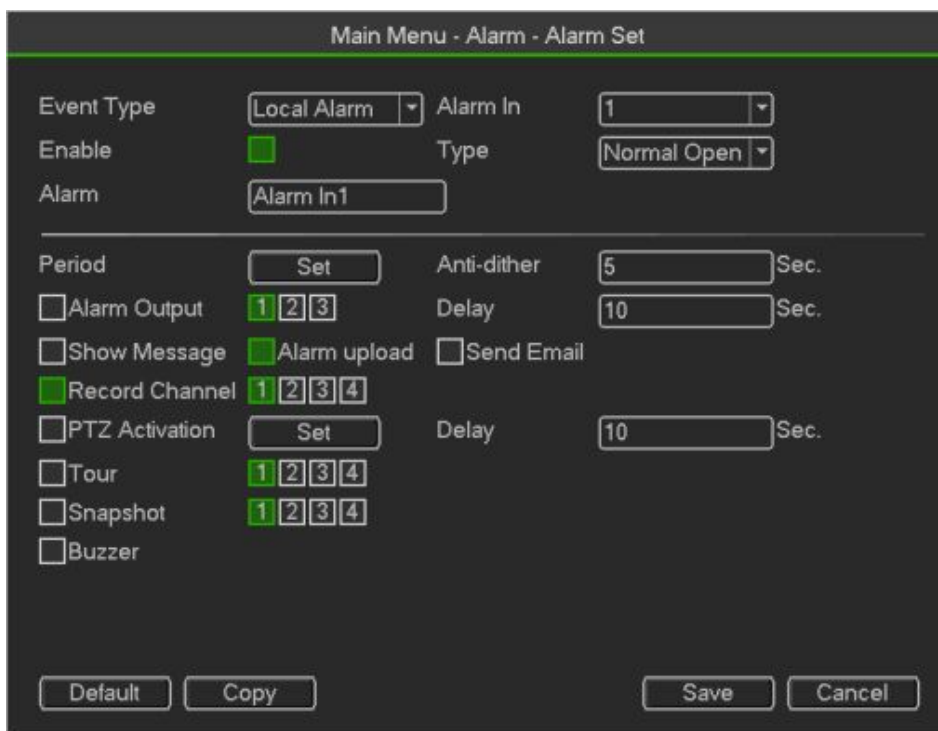 Main Menu - Alarm - Alarm Set
Event Type Local Alarm Alarm In 1
Enable Type Normal Open
Alarm Alarm In1
Period Set Anti-dither 5 Sec.
Alarm Output 1 2 3 Delay 10 Sec.
Show Message Alarm upload Send Email
Record Channel 1 2 3 4
PTZ Activation Set Delay 10 Sec.
Tour 1 2 3 4
Snapshot 1 2 3 4
Buzzer
Default Copy Save Cancel